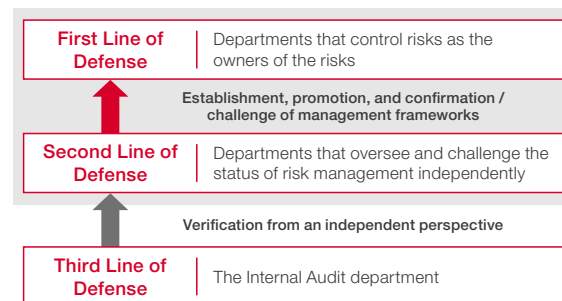 First Line of
Defense
Departments that control risks as the
owners of the risks
Establishment, promotion, and confirmation /
challenge of management frameworks
Second Line of
Defense
Departments that oversee and challenge the
status of risk management independently
Verification from an independent perspective
Third Line of
Defense
The Internal Audit department